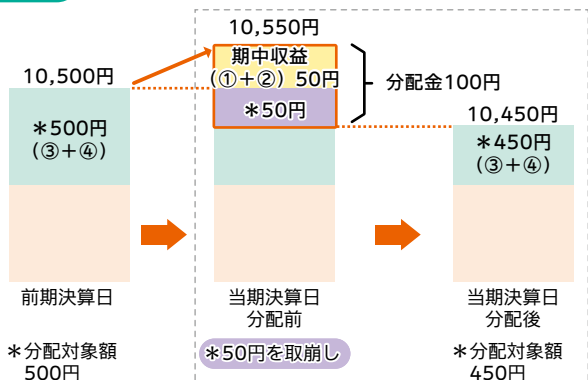 10,550円
期中収益
(①+②) 50円
*50円
分配金100円
10,500円
*500円
(③+④)
10,450円
*450円
(③+④)
前期決算日
当期決算日
分配前
当期決算日
分配後
*分配対象額
500円
*50円を取崩し
*分配対象額
450円